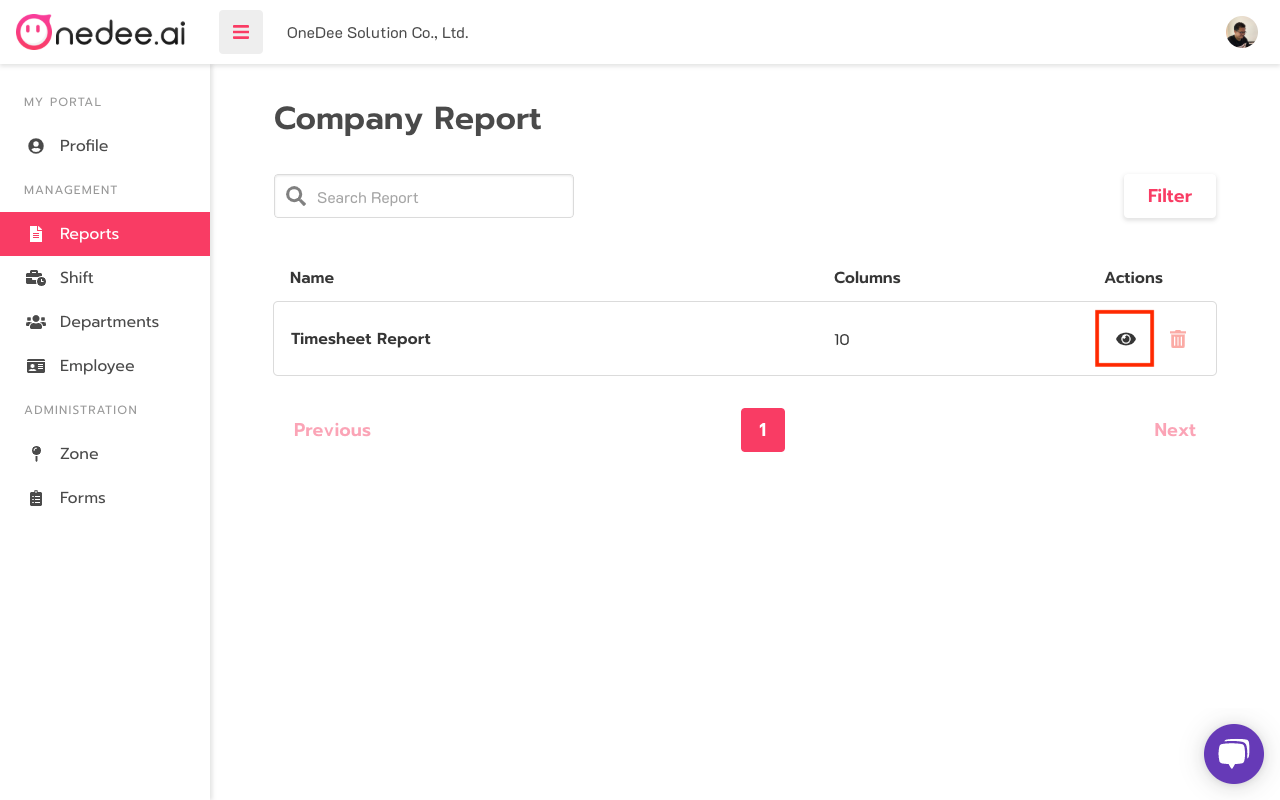 Onedee.ai
OneDee Solution Co., Ltd.
MY PORTAL
Profile
MANAGEMENT
Reports
Shift
Departments
Employee
ADMINISTRATION
Zone
Forms
Company Report
Search Report
Filter
Name Columns Actions
Timesheet Report 10
Previous 1 Next